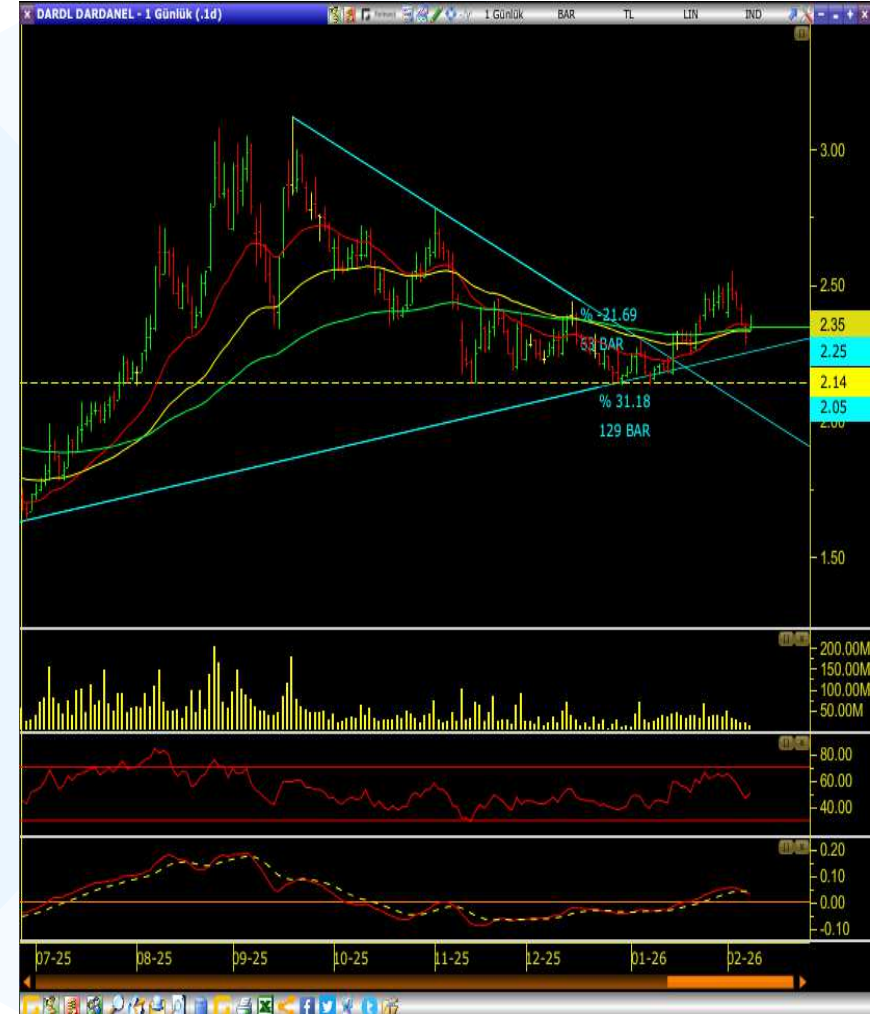 DARDL DARDANEL - 1 Günlük (.1d)
1 Günlük BAR TL LIN IND
3.00
2.50
2.35
2.25
2.14
2.05
2.00
1.50
% -21.69
53 BAR
% 31.18
129 BAR
200.00M
150.00M
100.00M
50.00M
80.00
60.00
40.00
0.20
0.10
0.00
-0.10
07-25 08-25 09-25 10-25 11-25 12-25 01-26 02-26